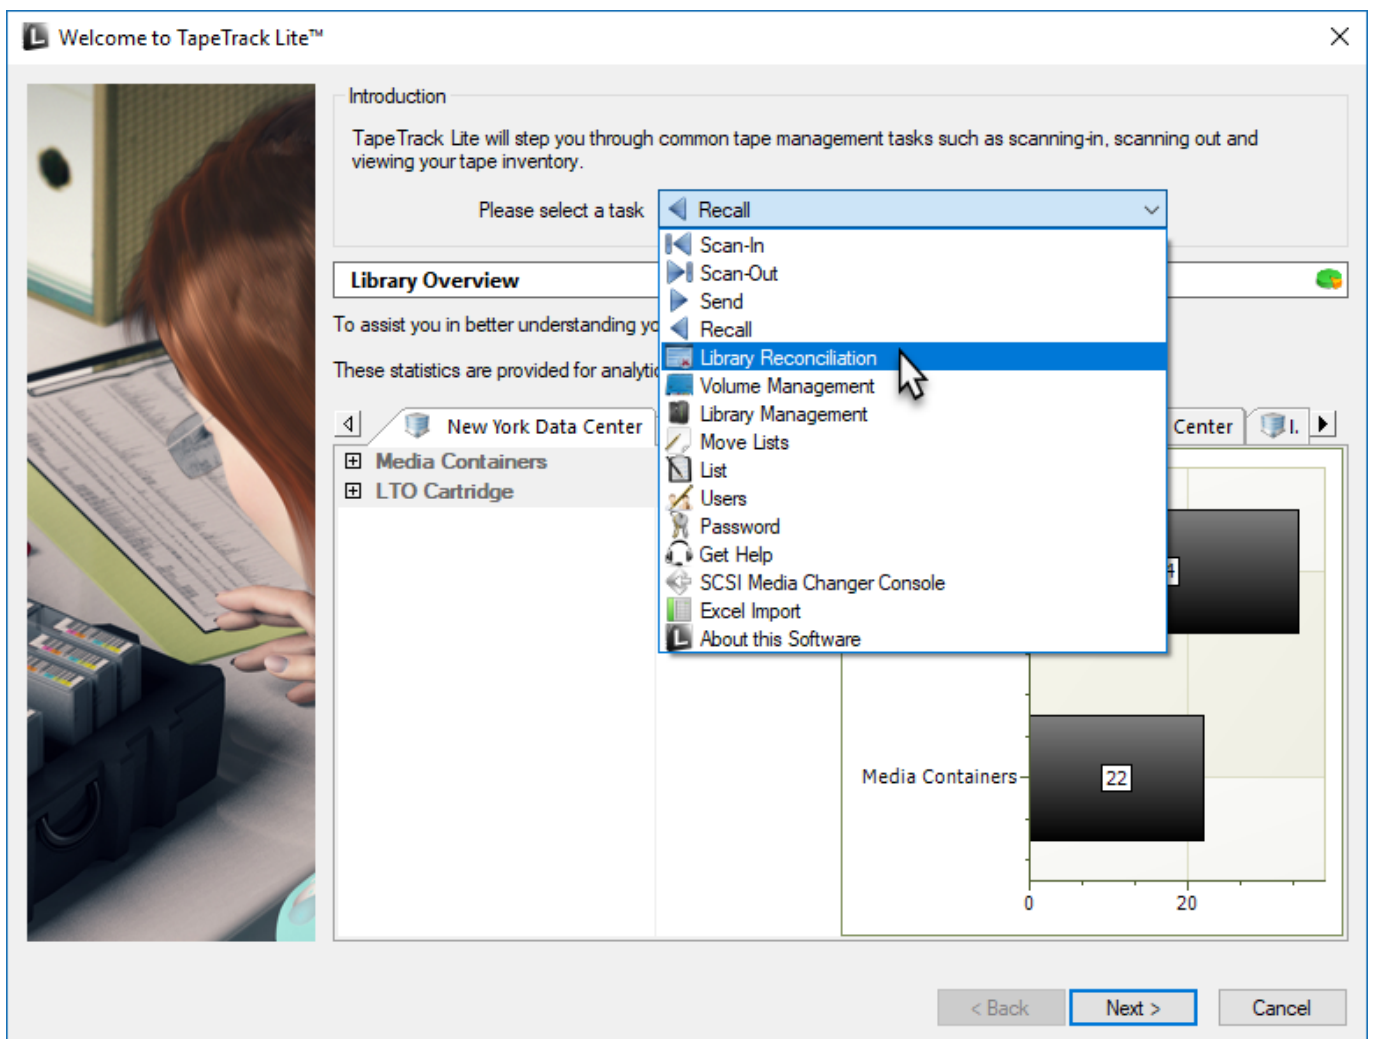 Welcome to TapeTrack Lite™
Introduction
TapeTrack Lite will step you through common tape management tasks such as scanning-in, scanning out and
viewing your tape inventory.
Please select a task
Recall
Scan-In
Scan-Out
Send
Recall
Library Reconciliation
Volume Management
Library Management
Move Lists
List
Users
Password
Get Help
SCSI Media Changer Console
Excel Import
About this Software
Library Overview
To assist you in better understanding
These statistics are provided for
New York Data Center
Center
I.
Media Containers
LTO Cartridge
4
Media Containers
22
0
20
< Back
Next >
Cancel